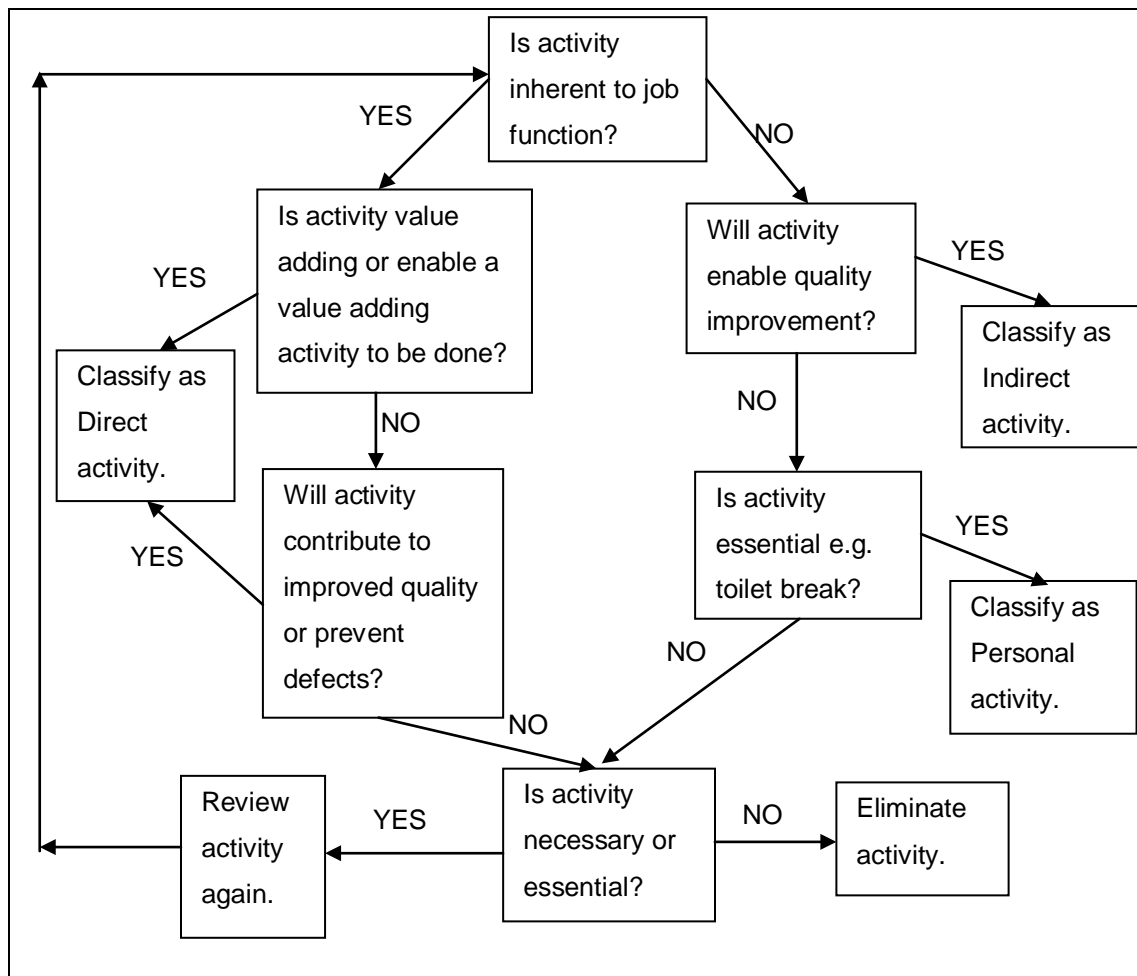 Is activity
inherent to job
function?
YES
NO
Is activity value
adding or enable a
value adding
activity to be done?
Will activity
enable quality
improvement?
YES
YES
Classify as
Direct
activity.
Classify as
Indirect
activity.
NO
NO
Will activity
contribute to
improved quality
or prevent
defects?
Is activity
essential e.g.
toilet break?
YES
YES
Classify as
Personal
activity.
NO
NO
Review
activity
again.
YES
Is activity
necessary or
essential?
NO
Eliminate
activity.